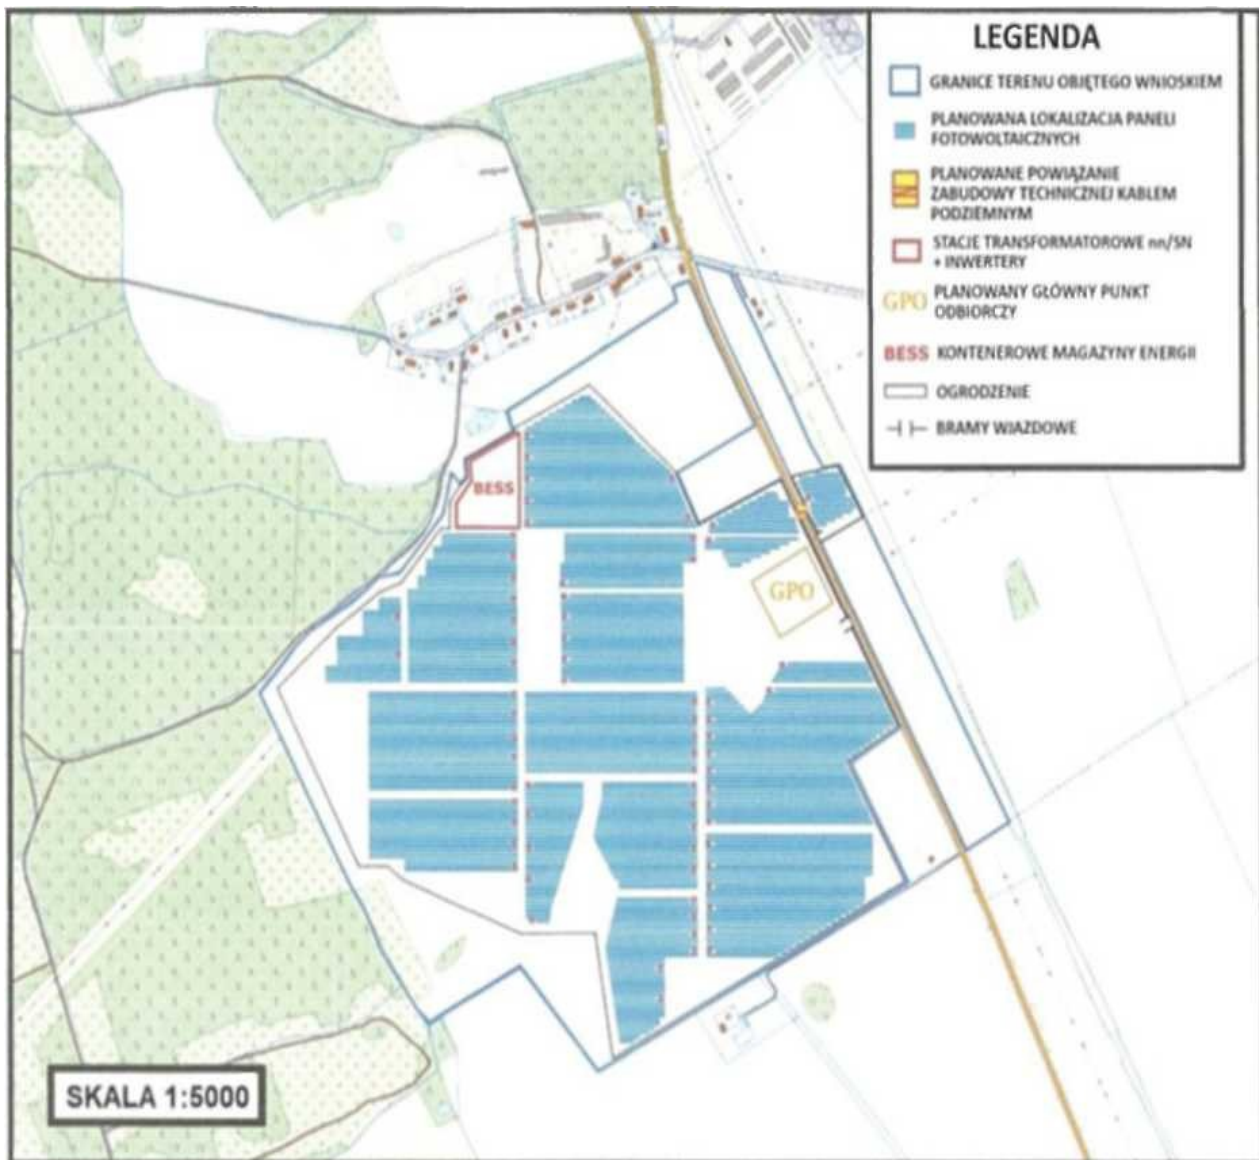 LEGENDA
GRANICE TERENU OBJĘTEGO WNIOSKIEM
PLANOWANA LOKALIZACJA PANELI
FOTOWOLTAICZNYCH
PLANOWANE POWIĄZANIE
ZABUDOWY TECHNICZNEJ KABLEM
PODZIEMNYM
STACJE TRANSFORMATOROWE nn/SN
+ INWERTERY
GPO PLANOWANY GŁÓWNY PUNKT
ODBIORCZY
BESS KONTENEROWE MAGAZYNY ENERGII
OGRODZENIE
BRAMY WJAZDOWE
BESS
GPO
SKALA 1:5000